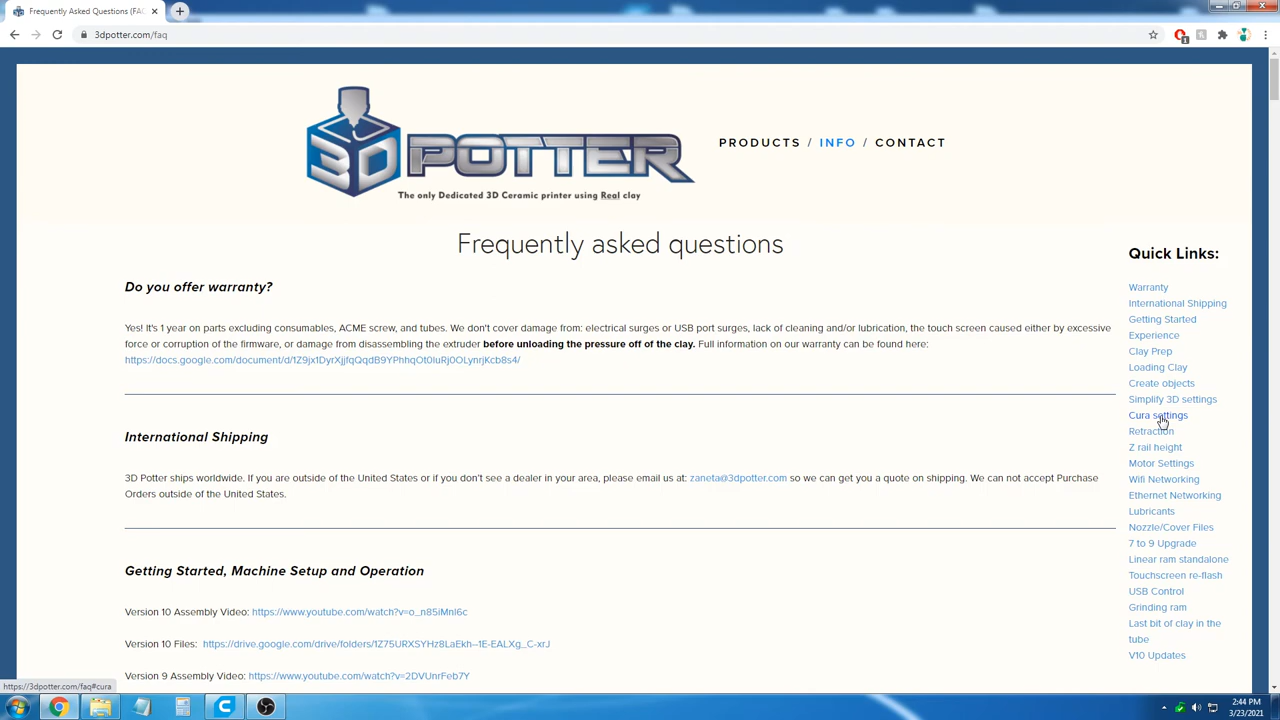 Frequently Asked Questions (FAQ
3dpotter.com/faq
1
3D POTTER
The only Dedicated 3D Ceramic printer using Real clay
PRODUCTS / INFO / CONTACT
Frequently asked questions
Do you offer warranty?
Yes! It's 1 year on parts excluding consumables, ACME screw, and tubes. We don't cover damage from: electrical surges or USB port surges, lack of cleaning and/or lubrication, the touch screen caused either by excessive
force or corruption of the firmware, or damage from disassembling the extruder before unloading the pressure off of the clay. Full information on our warranty can be found here:
https://docs.google.com/document/d/1Z9jx1DyrXjjfqQqdB9YPhhqOt0IuRj0OLynrjKcb8s4/
International Shipping
3D Potter ships worldwide. If you are outside of the United States or if you don't see a dealer in your area, please email us at: zaneta@3dpotter.com so we can get you a quote on shipping. We can not accept Purchase
Orders outside of the United States.
Getting Started, Machine Setup and Operation
Version 10 Assembly Video: https://www.youtube.com/watch?v=o_n85iMnI6c
Version 10 Files: https://drive.google.com/drive/folders/1Z75URXSYHz8LaEkh--1E-EALXg_C-xrJ
Version 9 Assembly Video: https://www.youtube.com/watch?v=2DVUnrFeb7Y
Quick Links:
Warranty
International Shipping
Getting Started
Experience
Clay Prep
Loading Clay
Create objects
Simplify 3D settings
Cura settings
Retraction
Z rail height
Motor Settings
Wifi Networking
Ethernet Networking
Lubricants
Nozzle/Cover Files
7 to 9 Upgrade
Linear ram standalone
Touchscreen re-flash
USB Control
Grinding ram
Last bit of clay in the
tube
V10 Updates
https://3dpotter.com/faq#cura
2:44 PM
3/23/2021